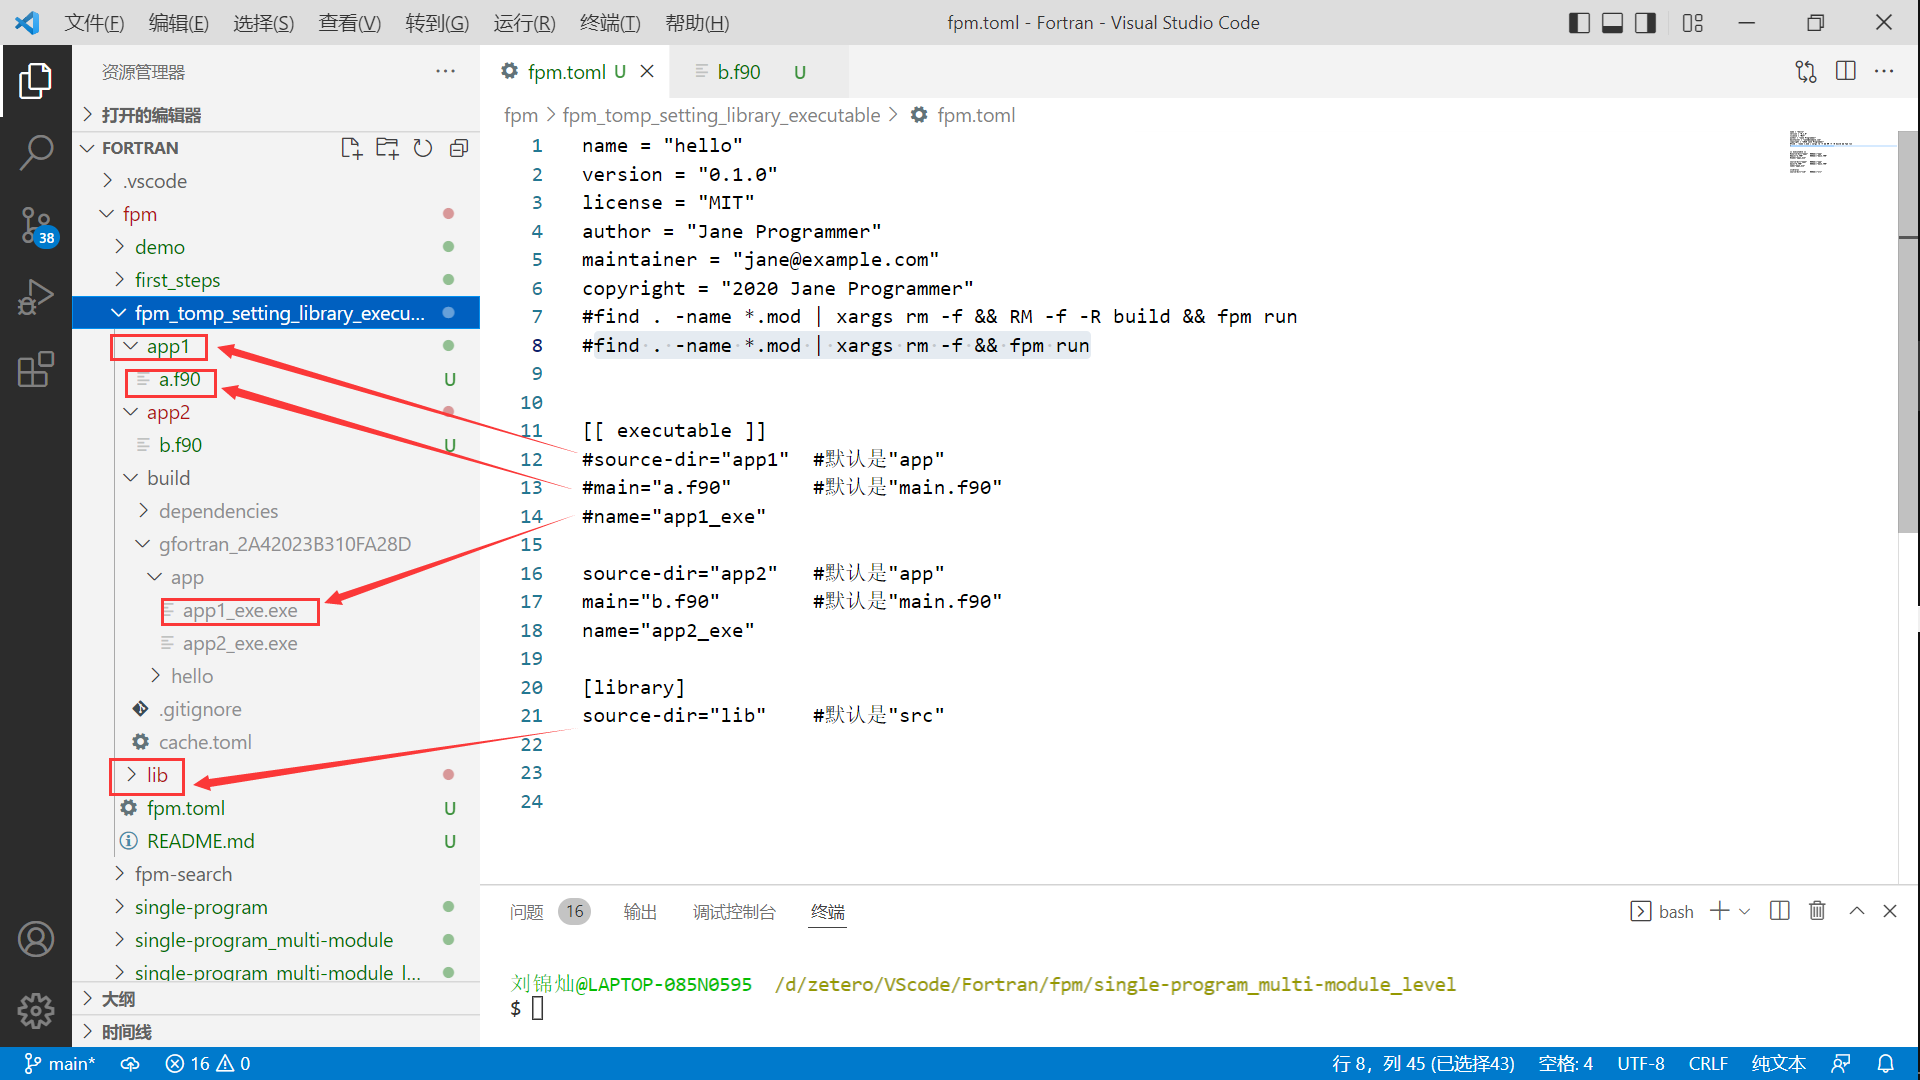 文件(F) 编辑(E) 选择(S) 查看(V) 转到(G) 运行(R) 终端(T) 帮助(H) fpm.toml - Fortran - Visual Studio Code
资源管理器
打开的编辑器
FORTRAN
.vscode
fpm
demo
first_steps
fpm_tomp_setting_library_execu...
app1
a.f90 U
app2
b.f90 U
build
dependencies
gfortran_2A42023B310FA28D
app
app1_exe.exe
app2_exe.exe
hello
.gitignore
cache.toml
lib
fpm.toml U
README.md U
fpm-search
single-program
single-program_multi-module
single-program_multi-module_l...
大纲
时间线
38
fpm.toml U b.f90 U
fpm fpm_tomp_setting_library_executable fpm.toml
1 name = "hello"
2 version = "0.1.0"
3 license = "MIT"
4 author = "Jane Programmer"
5 maintainer = "jane@example.com"
6 copyright = "2020 Jane Programmer"
7 #find . -name *.mod | xargs rm -f && RM -f -R build && fpm run
8 #find . -name *.mod | xargs rm -f && fpm run
9
10
11 [[ executable ]]
12 #source-dir="app1" #默认是"app"
13 #main="a.f90" #默认是"main.f90"
14 #name="app1_exe"
15
16 source-dir="app2" #默认是"app"
17 main="b.f90" #默认是"main.f90"
18 name="app2_exe"
19
20 [library]
21 source-dir="lib" #默认是"src"
22
23
24
问题 16 输出 调试控制台 终端 bash
刘锦灿@LAPTOP-085N0595 /d/zetero/VScode/Fortran/fpm/single-program_multi-module_level
$
main* 16 0 行 8，列 45 (已选择43) 空格: 4 UTF-8 CRLF 纯文本